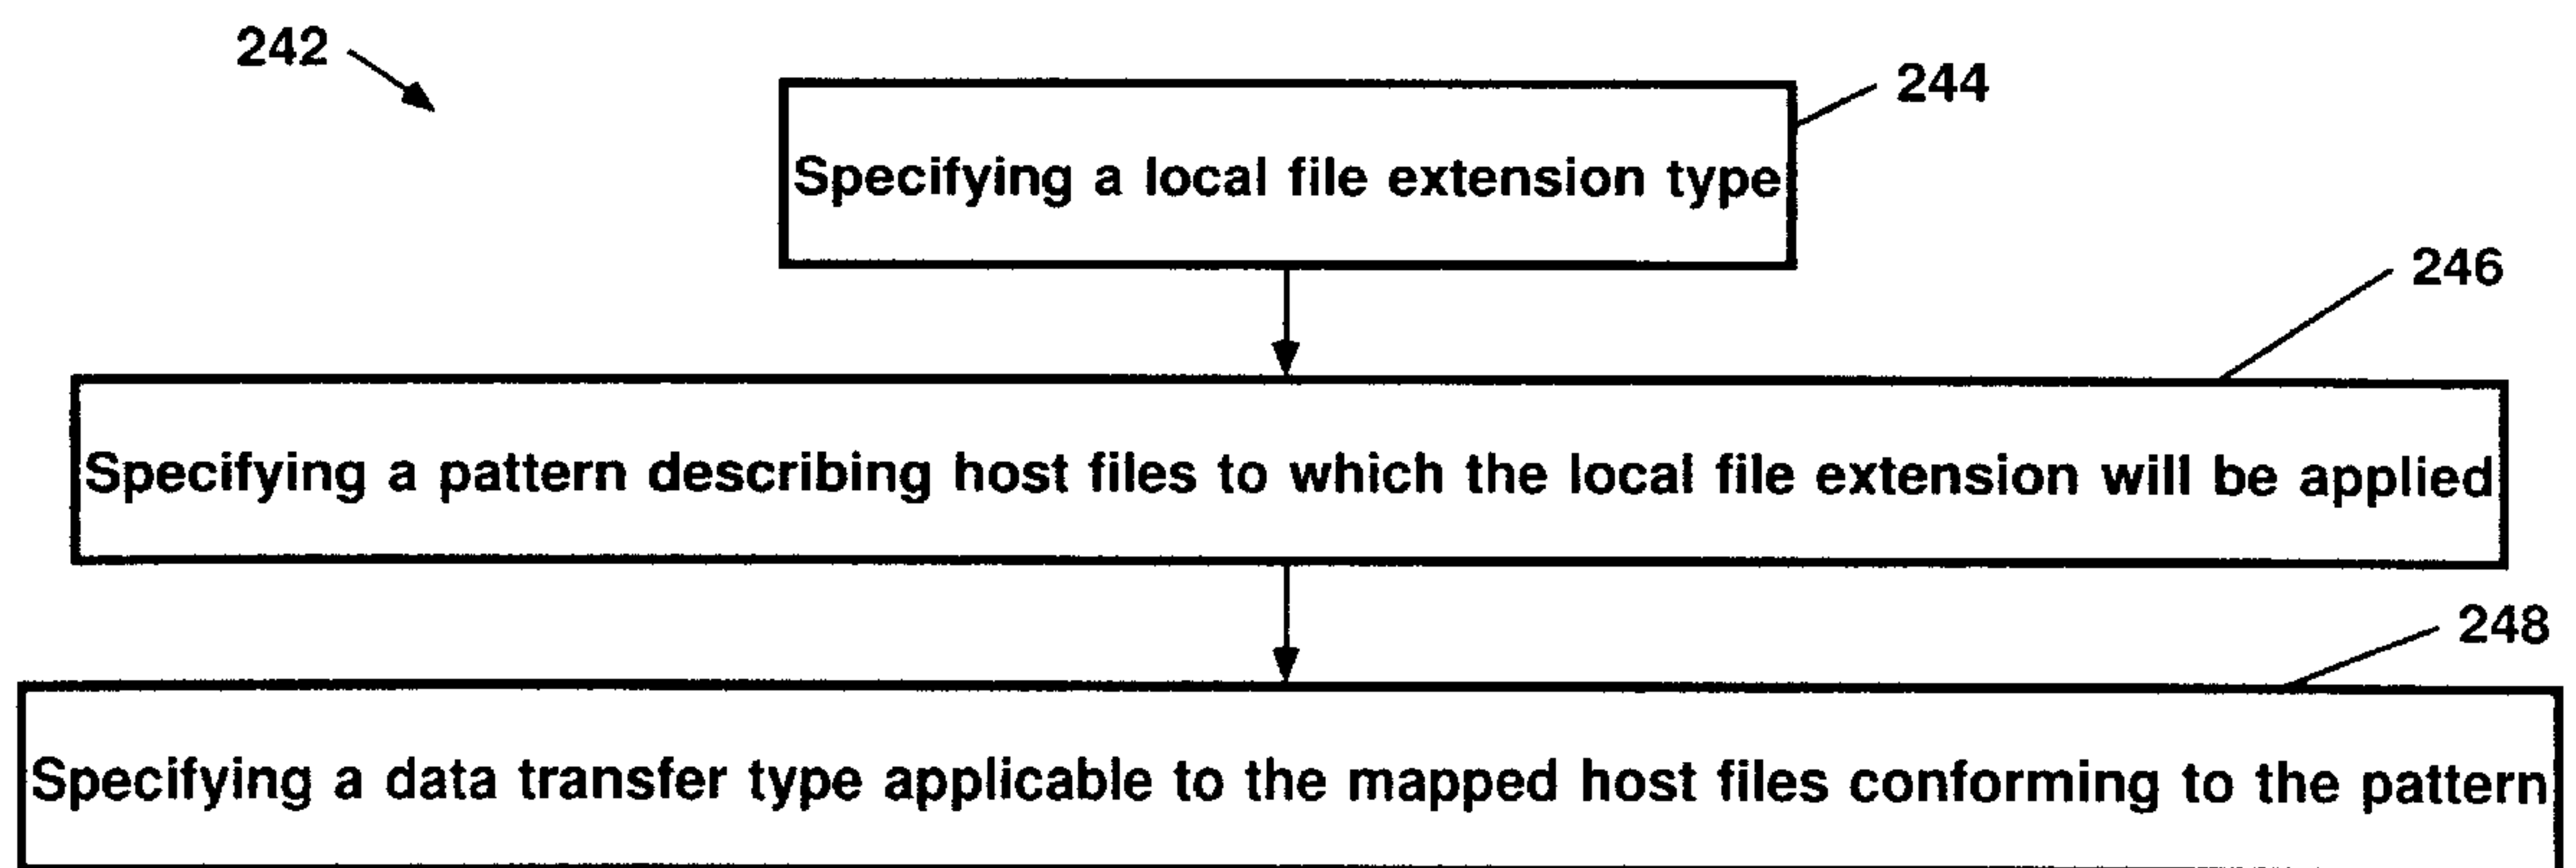 242
244
Specifying a local file extension type
246
Specifying a pattern describing host files to which the local file extension will be applied
248
Specifying a data transfer type applicable to the mapped host files conforming to the pattern